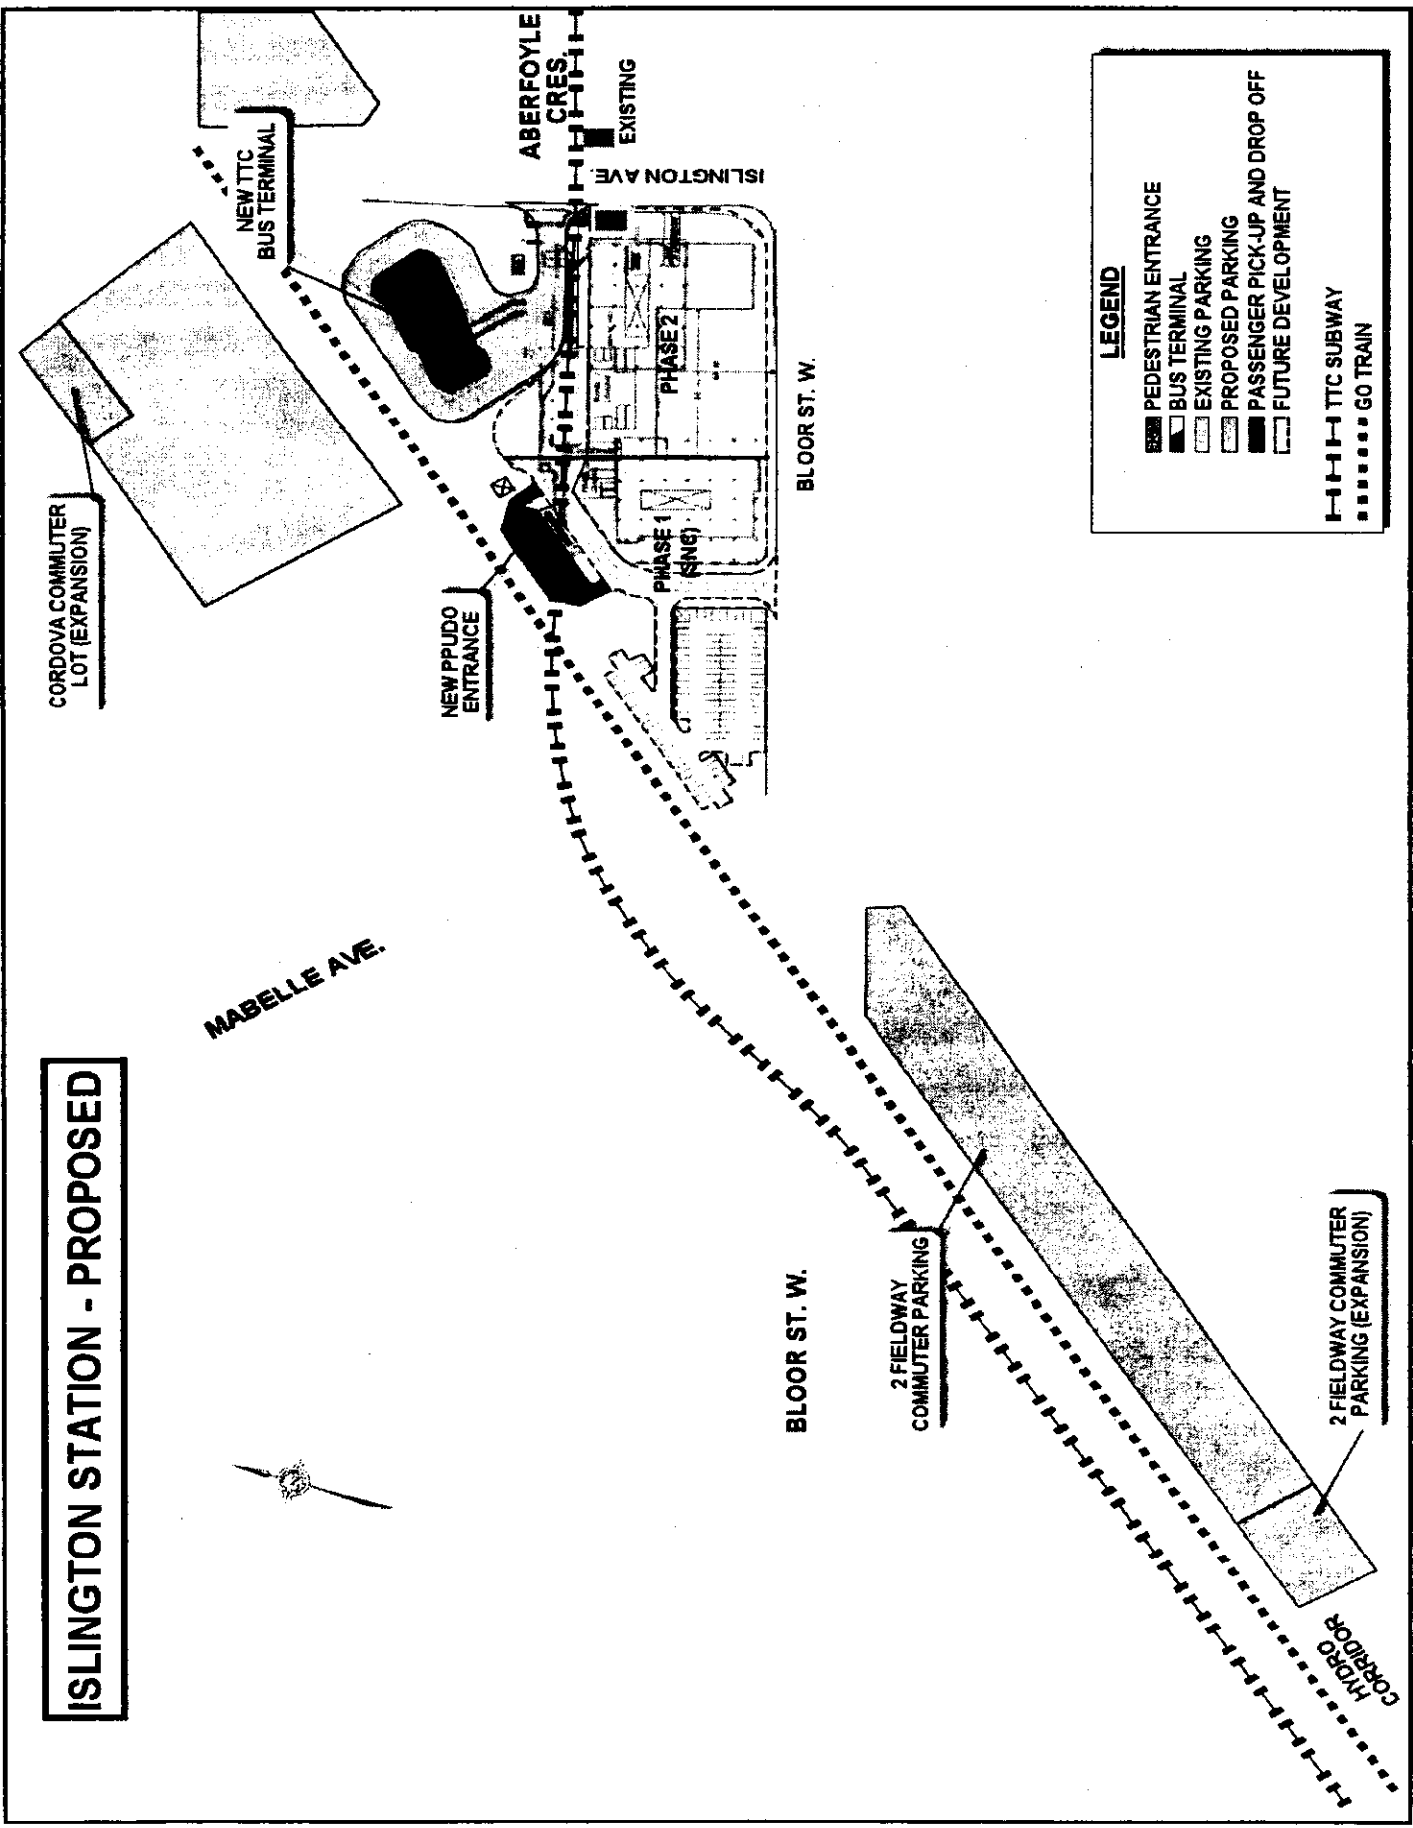 ISLINGTON STATION - PROPOSED
CORDOVA COMMUTER
LOT (EXPANSION)
NEW TTC
BUS TERMINAL
MABELLE AVE.
NEW PPUDO
ENTRANCE
ABERFOYLE
CRES.
EXISTING
ISLINGTON AVE.
PHASE 1
(SNC)
PHASE 2
BLOOR ST. W.
BLOOR ST. W.
2 FIELDWAY
COMMUTER PARKING
2 FIELDWAY COMMUTER
PARKING (EXPANSION)
HYDRO
CORRIDOR
LEGEND
PEDESTRIAN ENTRANCE
BUS TERMINAL
EXISTING PARKING
PROPOSED PARKING
PASSENGER PICK-UP AND DROP OFF
FUTURE DEVELOPMENT
TTC SUBWAY
GO TRAIN